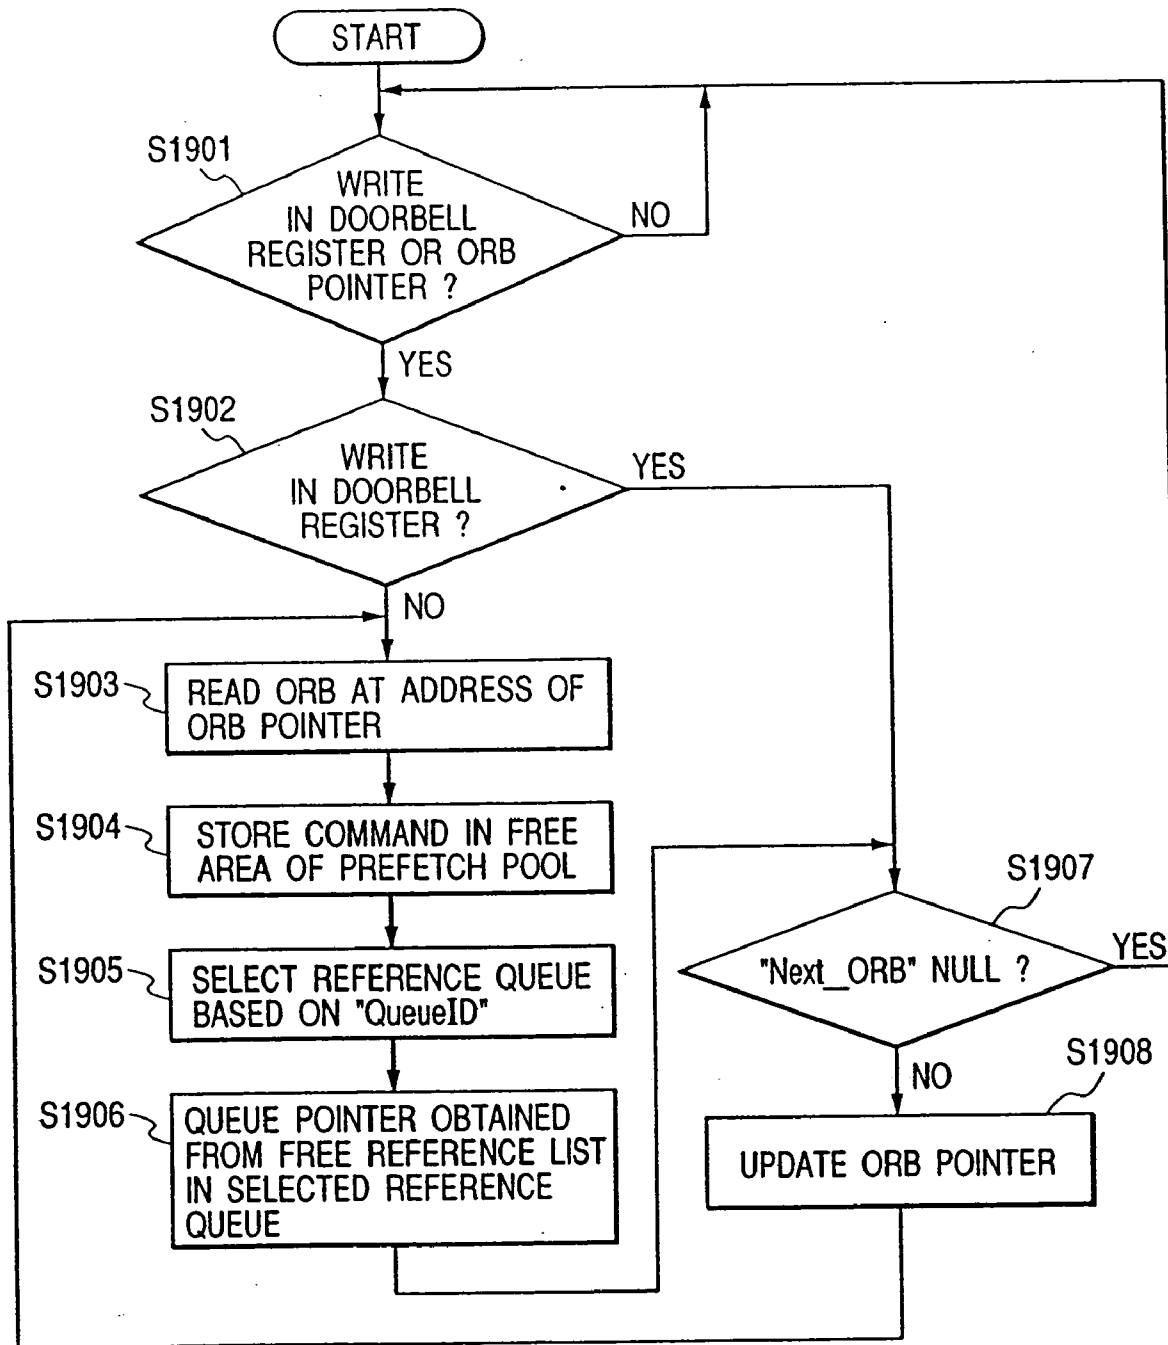 START
S1901
WRITE
IN DOORBELL
REGISTER OR ORB
POINTER ?
NO
YES
S1902
WRITE
IN DOORBELL
REGISTER ?
YES
NO
S1903
READ ORB AT ADDRESS OF
ORB POINTER
S1904
STORE COMMAND IN FREE
AREA OF PREFETCH POOL
S1905
SELECT REFERENCE QUEUE
BASED ON "QueueID"
S1906
QUEUE POINTER OBTAINED
FROM FREE REFERENCE LIST
IN SELECTED REFERENCE
QUEUE
S1907
"Next_ORB" NULL ?
YES
NO
S1908
UPDATE ORB POINTER